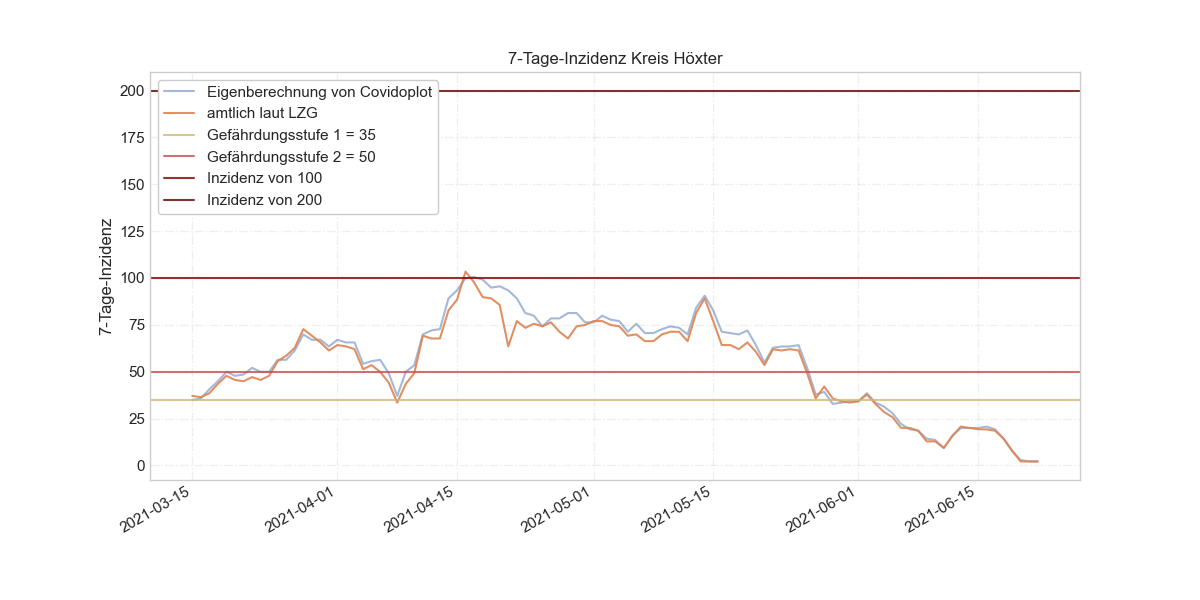 7-Tage-Inzidenz Kreis Höxter
Eigenberechnung von Covidoplot
amtlich laut LZG
Gefährdungsstufe 1 = 35
Gefährdungsstufe 2 = 50
Inzidenz von 100
Inzidenz von 200
7-Tage-Inzidenz
200
175
150
125
100
75
50
25
0
2021-03-15
2021-04-01
2021-04-15
2021-05-01
2021-05-15
2021-06-01
2021-06-15